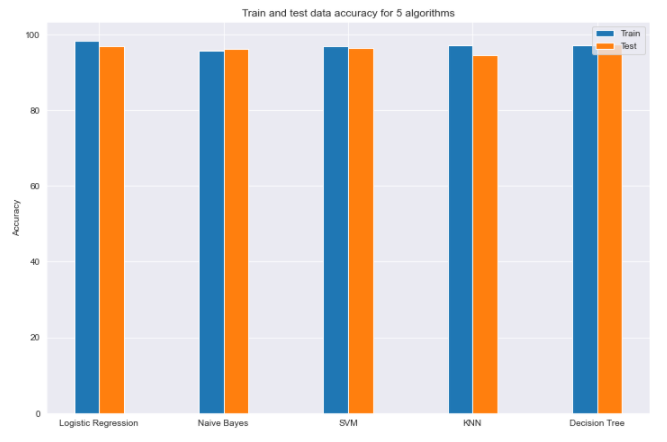 Train and test data accuracy for 5 algorithms
Train
Test
100
80
60
40
20
0
Accuracy
Logistic Regression
Naive Bayes
SVM
KNN
Decision Tree